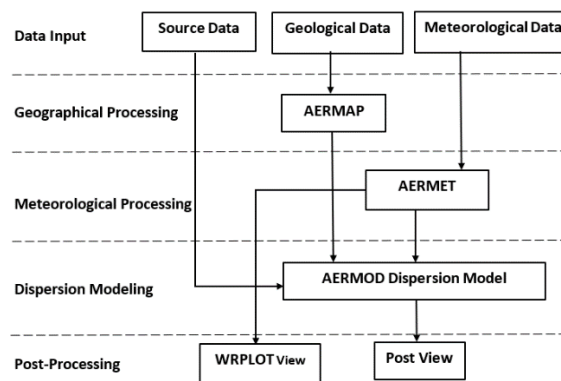 Data Input
Source Data
Geological Data
Meteorological Data
Geographical Processing
AERMAP
Meteorological Processing
AERMET
Dispersion Modeling
AERMOD Dispersion Model
Post-Processing
WRPLOT View
Post View